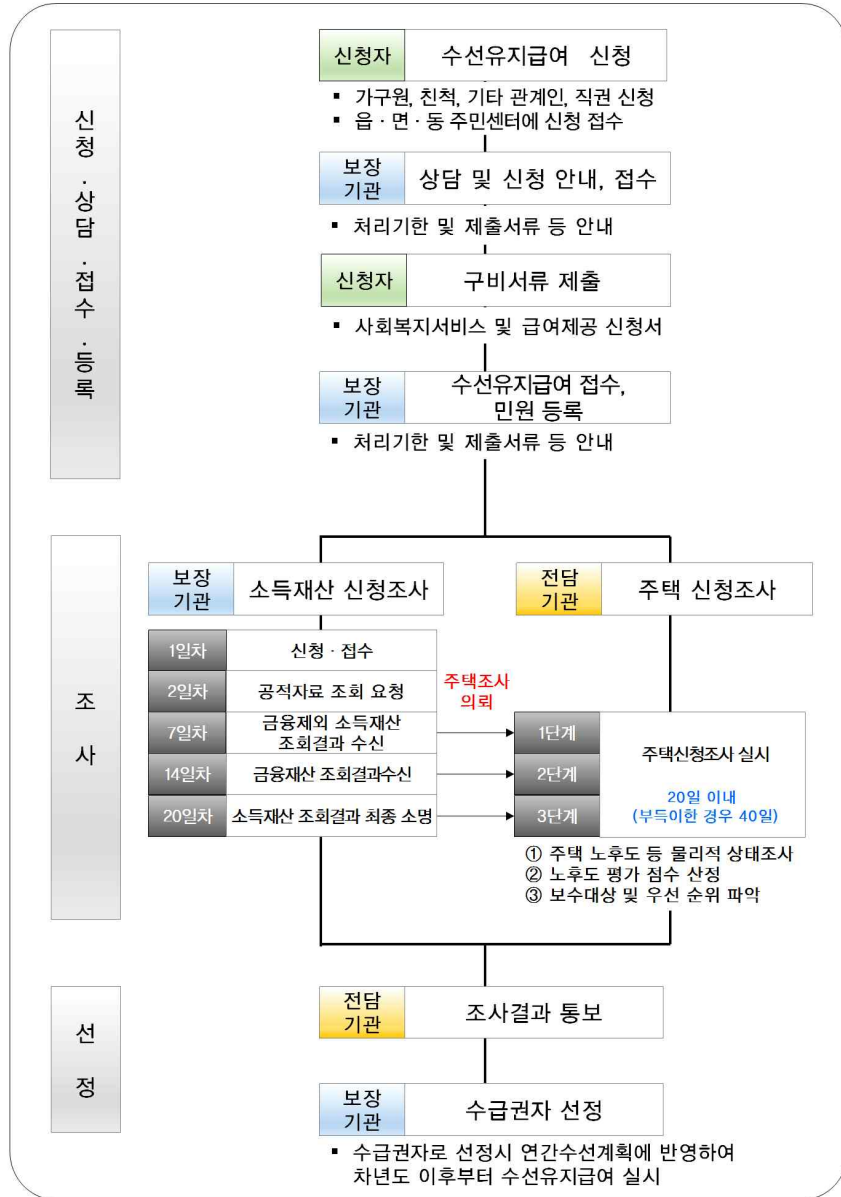 신청·상담·접수·등록
신청자 수선유지급여 신청
▪ 가구원, 친척, 기타 관계인, 직권 신청
▪ 읍·면·동 주민센터에 신청 접수
보장기관 상담 및 신청 안내, 접수
▪ 처리기한 및 제출서류 등 안내
신청자 구비서류 제출
▪ 사회복지서비스 및 급여제공 신청서
보장기관 수선유지급여 접수,
민원 등록
▪ 처리기한 및 제출서류 등 안내
조사
보장기관 소득재산 신청조사
1일차 신청·접수
2일차 공적자료 조회 요청
7일차 금융제외 소득재산
조회결과 수신
14일차 금융재산 조회결과수신
20일차 소득재산 조회결과 최종 소명
주택조사
의뢰
전담기관 주택 신청조사
1단계
2단계
3단계
주택신청조사 실시
20일 이내
(부득이한 경우 40일)
① 주택 노후도 등 물리적 상태조사
② 노후도 평가 점수 산정
③ 보수대상 및 우선 순위 파악
선정
전담기관 조사결과 통보
보장기관 수급권자 선정
▪ 수급권자로 선정시 연간수선계획에 반영하여
차년도 이후부터 수선유지급여 실시